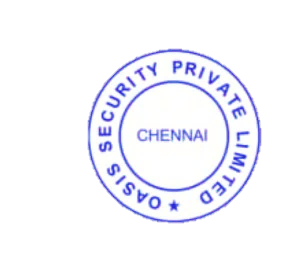 OASIS SECURITY PRIVATE LIMITED ★
CHENNAI